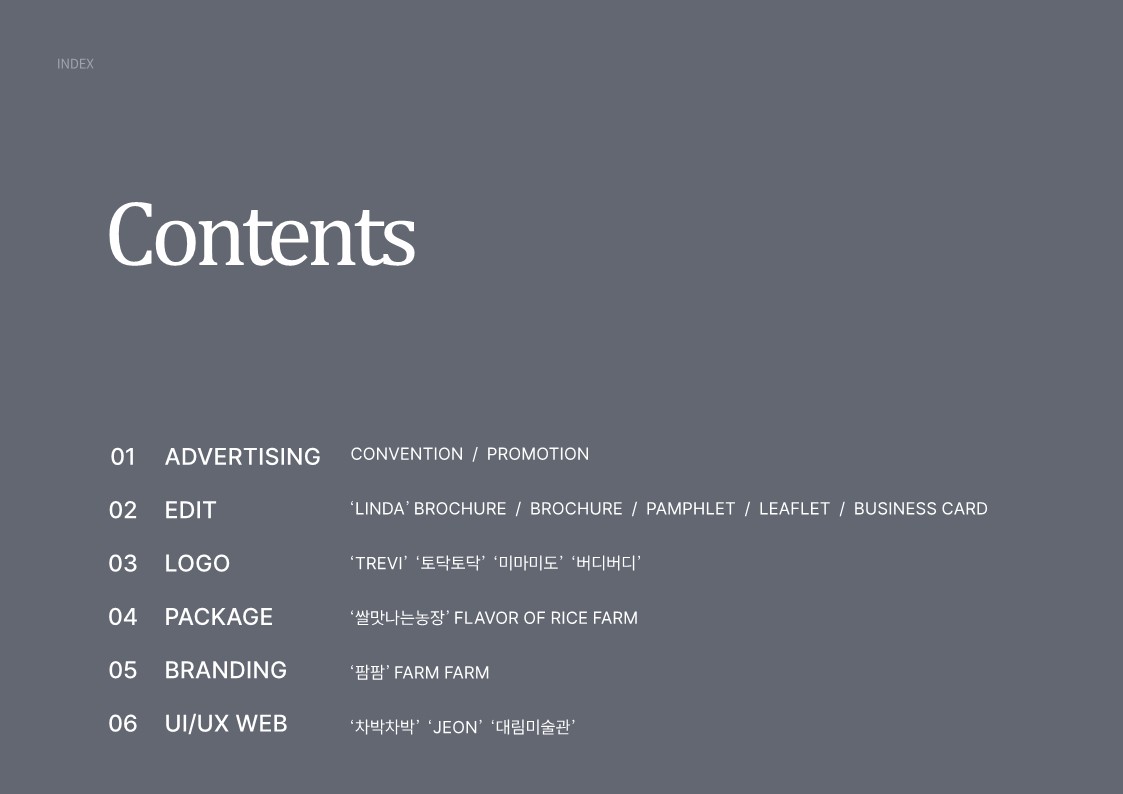 INDEX
Contents
01 ADVERTISING CONVENTION / PROMOTION
02 EDIT ‘LINDA’ BROCHURE / BROCHURE / PAMPHLET / LEAFLET / BUSINESS CARD
03 LOGO ‘TREVI’ ‘토닥토닥’ ‘미마미도’ ‘버디버디’
04 PACKAGE ‘쌀맛나는농장’ FLAVOR OF RICE FARM
05 BRANDING ‘팜팜’ FARM FARM
06 UI/UX WEB ‘차박차박’ ‘JEON’ ‘대림미술관’